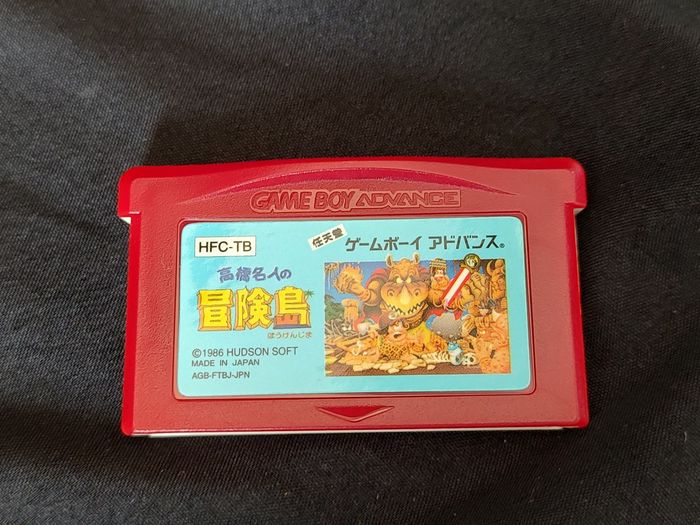 GAME BOY ADVANCE
HFC-TB
任天堂 ゲームボーイ アドバンス®
高橋名人の
冒険島
ぼうけんじま
©1986 HUDSON SOFT
MADE IN JAPAN
AGB-FTBJ-JPN